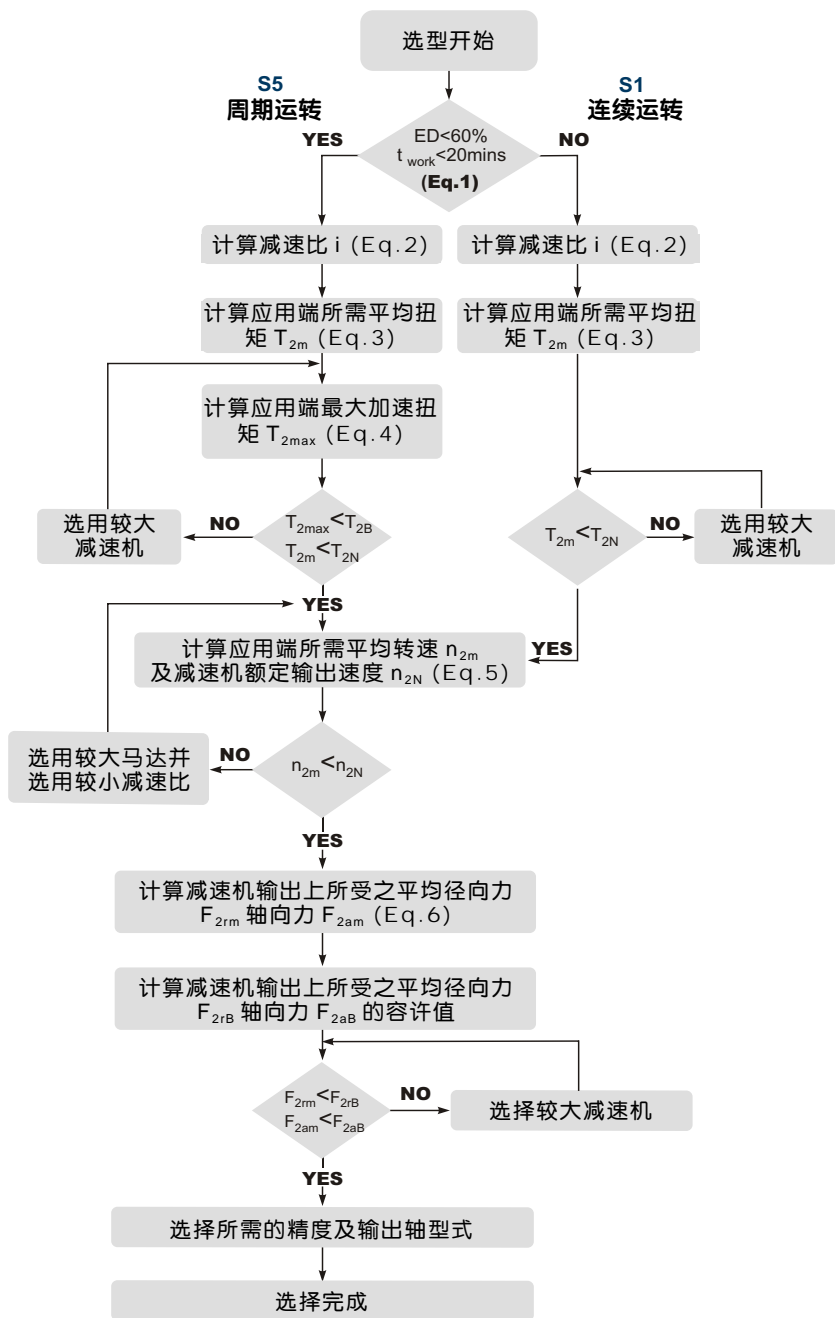 选型开始
S5
周期运转
S1
连续运转
YES
ED<60%
t work<20mins
(Eq.1)
NO
计算减速比 i (Eq.2)
计算减速比 i (Eq.2)
计算应用端所需平均扭
矩 T2m (Eq.3)
计算应用端所需平均扭
矩 T2m (Eq.3)
计算应用端最大加速扭
矩 T2max (Eq.4)
选用较大
减速机
NO
T2max<T2B
T2m<T2N
T2m<T2N
NO
选用较大
减速机
YES
计算应用端所需平均转速 n2m
及减速机额定输出速度 n2N (Eq.5)
YES
选用较大马达并
选用较小减速比
NO
n2m<n2N
YES
计算减速机输出上所受之平均径向力
F2rm 轴向力 F2am (Eq.6)
计算减速机输出上所受之平均径向力
F2rB 轴向力 F2aB 的容许值
F2rm<F2rB
F2am<F2aB
NO
选择较大减速机
YES
选择所需的精度及输出轴型式
选择完成